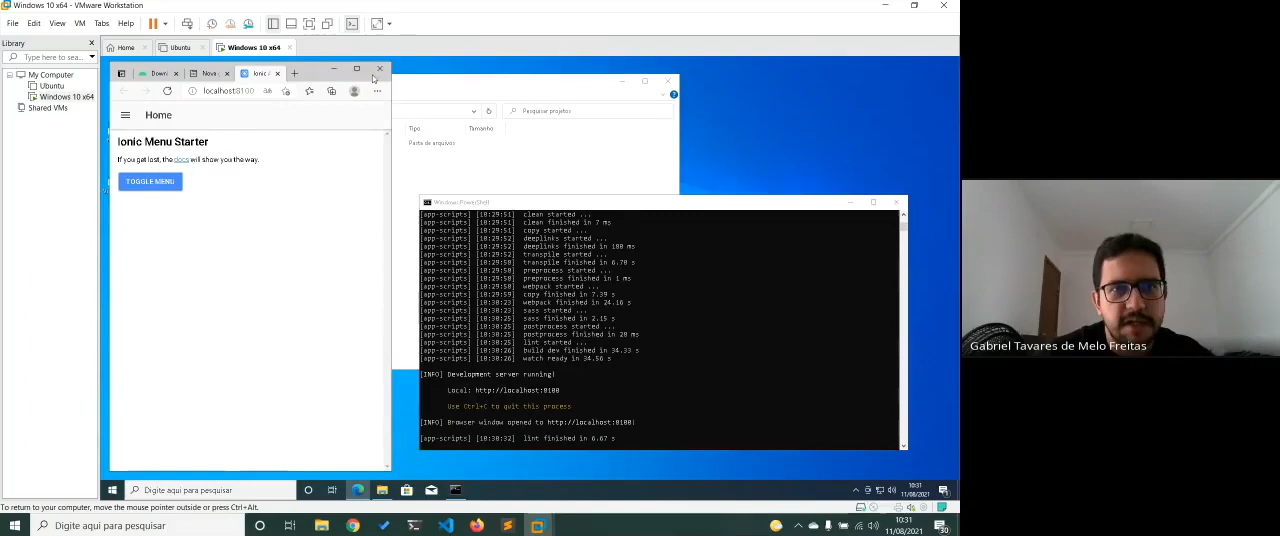 Windows 10 x64 - VMware Workstation
File Edit View VM Tabs Help
Library
Type here to sear...
My Computer
Ubuntu
Windows 10 x64
Shared VMs
Home Ubuntu Windows 10 x64
Downl Nova Ionic A
localhost:8100
Home
Ionic Menu Starter
If you get lost, the docs will show you the way.
TOGGLE MENU
Pesquisar projetos
Tipo Tamanho
Pasta de arquivos
Windows PowerShell
[app-scripts] [10:29:51] clean started ...
[app-scripts] [10:29:51] clean finished in 7 ms
[app-scripts] [10:29:51] copy started ...
[app-scripts] [10:29:52] deeplinks started ...
[app-scripts] [10:29:52] deeplinks finished in 180 ms
[app-scripts] [10:29:52] transpile started ...
[app-scripts] [10:29:58] transpile finished in 6.70 s
[app-scripts] [10:29:58] preprocess started ...
[app-scripts] [10:29:58] preprocess finished in 1 ms
[app-scripts] [10:29:58] webpack started ...
[app-scripts] [10:29:59] copy finished in 7.39 s
[app-scripts] [10:30:23] webpack finished in 24.16 s
[app-scripts] [10:30:23] sass started ...
[app-scripts] [10:30:25] sass finished in 2.15 s
[app-scripts] [10:30:25] postprocess started ...
[app-scripts] [10:30:25] postprocess finished in 20 ms
[app-scripts] [10:30:25] lint started ...
[app-scripts] [10:30:26] build dev finished in 34.33 s
[app-scripts] [10:30:26] watch ready in 34.56 s
[INFO] Development server running!
Local: http://localhost:8100
Use Ctrl+C to quit this process
[INFO] Browser window opened to http://localhost:8100!
[app-scripts] [10:30:32] lint finished in 6.67 s
Gabriel Tavares de Melo Freitas
Digite aqui para pesquisar
10:31
11/08/2021
To return to your computer, move the mouse pointer outside or press Ctrl+Alt.
Digite aqui para pesquisar
10:31
11/08/2021
30